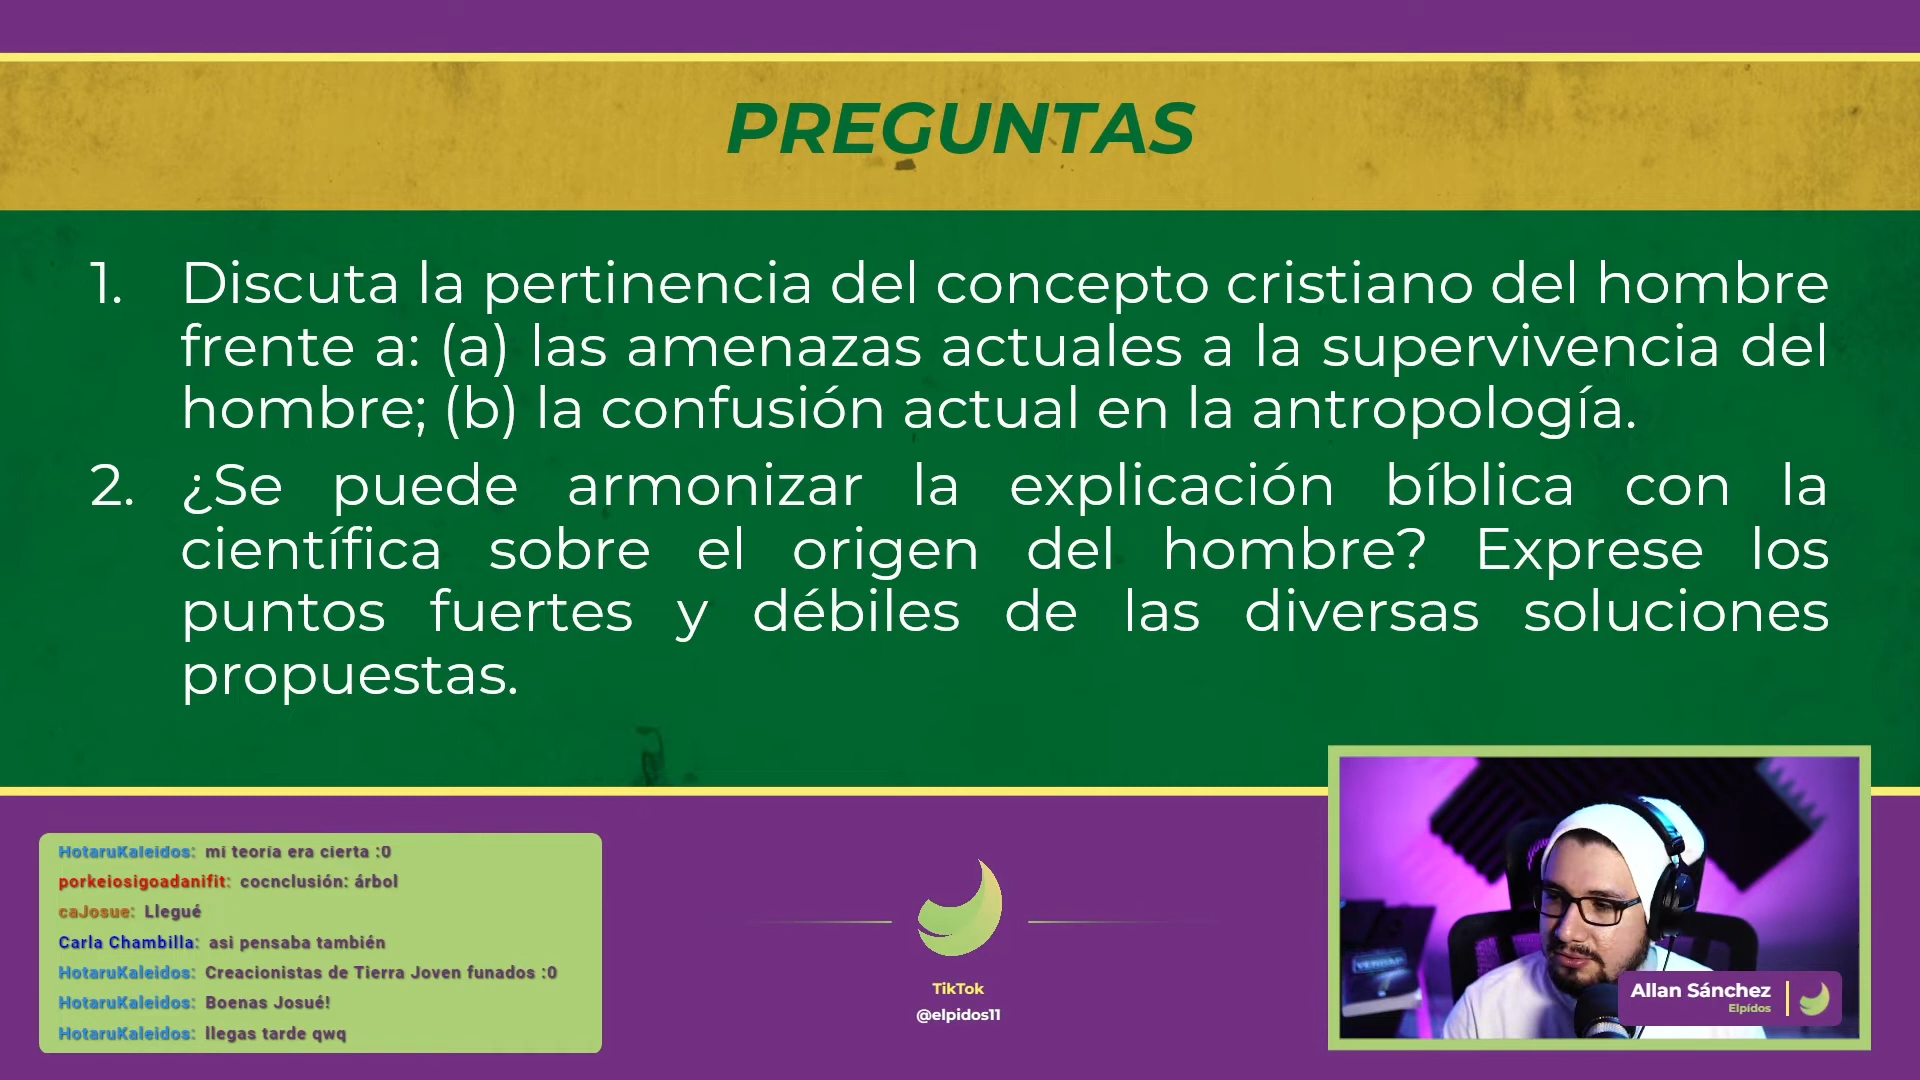 PREGUNTAS
1. Discuta la pertinencia del concepto cristiano del hombre
frente a: (a) las amenazas actuales a la supervivencia del
hombre; (b) la confusión actual en la antropología.
2. ¿Se puede armonizar la explicación bíblica con la
científica sobre el origen del hombre? Exprese los
puntos fuertes y débiles de las diversas soluciones
propuestas.
HotaruKaleidos: mi teoría era cierta :0
porkeiosigoadanifit: cocnclusión: árbol
caJosue: Llegué
Carla Chambilla: asi pensaba también
HotaruKaleidos: Creacionistas de Tierra Joven funados :0
HotaruKaleidos: Boenas Josué!
HotaruKaleidos: llegas tarde qwq
TikTok
@elpidos11
Allan Sánchez
Elpidos